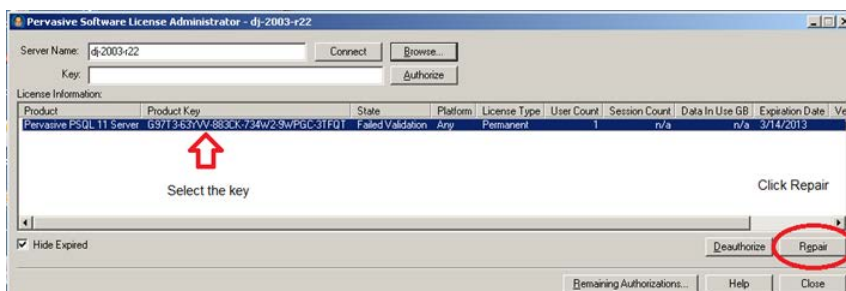 Pervasive Software License Administrator - dj-2003-r22
Server Name: dj-2003-r22 Connect Browse...
Key: Authorize
License Information:
Product Product Key State Platform License Type User Count Session Count Data In Use GB Expiration Date Ve
Pervasive PSQL 11 Server G97T3-63YVV-883CK-734W2-9WPGC-3TFQT Failed Validation Any Permanent 1 n/a n/a 3/14/2013
Select the key Click Repair
Hide Expired Deauthorize Repair
Remaining Authorizations... Help Close